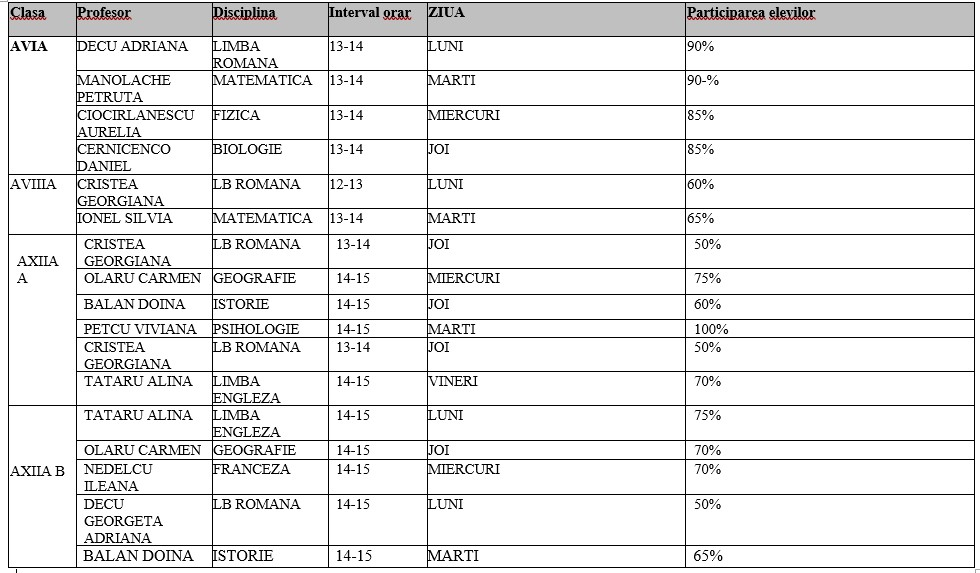 Clasa Profesor Disciplina Interval orar ZIUA Participarea elevilor
AVIA DECU ADRIANA LIMBA ROMANA 13-14 LUNI 90%
MANOLACHE PETRUTA MATEMATICA 13-14 MARTI 90-%
CIOCIRLANESCU AURELIA FIZICA 13-14 MIERCURI 85%
CERNICENCO DANIEL BIOLOGIE 13-14 JOI 85%
AVIIIA CRISTEA GEORGIANA LB ROMANA 12-13 LUNI 60%
IONEL SILVIA MATEMATICA 13-14 MARTI 65%
AXIIA A CRISTEA GEORGIANA LB ROMANA 13-14 JOI 50%
OLARU CARMEN GEOGRAFIE 14-15 MIERCURI 75%
BALAN DOINA ISTORIE 14-15 JOI 60%
PETCU VIVIANA PSIHOLOGIE 14-15 MARTI 100%
CRISTEA GEORGIANA LB ROMANA 13-14 JOI 50%
TATARU ALINA LIMBA ENGLEZA 14-15 VINERI 70%
AXIIA B TATARU ALINA LIMBA ENGLEZA 14-15 LUNI 75%
OLARU CARMEN GEOGRAFIE 14-15 JOI 70%
NEDELCU ILEANA FRANCEZA 14-15 MIERCURI 70%
DECU GEORGETA ADRIANA LB ROMANA 14-15 LUNI 50%
BALAN DOINA ISTORIE 14-15 MARTI 65%